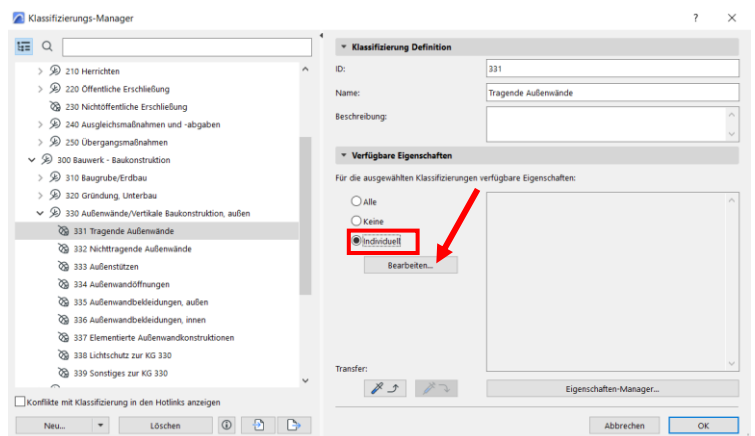 Klassifizierungs-Manager
?
210 Herrichten
220 Öffentliche Erschließung
230 Nichtöffentliche Erschließung
240 Ausgleichsmaßnahmen und -abgaben
250 Übergangsmaßnahmen
300 Bauwerk - Baukonstruktion
310 Baugrube/Erdbau
320 Gründung, Unterbau
330 Außenwände/Vertikale Baukonstruktion, außen
331 Tragende Außenwände
332 Nichttragende Außenwände
333 Außenstützen
334 Außenwandöffnungen
335 Außenwandbekleidungen, außen
336 Außenwandbekleidungen, innen
337 Elementierte Außenwandkonstruktionen
338 Lichtschutz zur KG 330
339 Sonstiges zur KG 330
Konflikte mit Klassifizierung in den Hotlinks anzeigen
Neu...
Löschen
Klassifizierung Definition
ID:
331
Name:
Tragende Außenwände
Beschreibung:
Verfügbare Eigenschaften
Für die ausgewählten Klassifizierungen verfügbare Eigenschaften:
Alle
Keine
Individuell
Bearbeiten...
Transfer:
Eigenschaften-Manager...
Abbrechen
OK